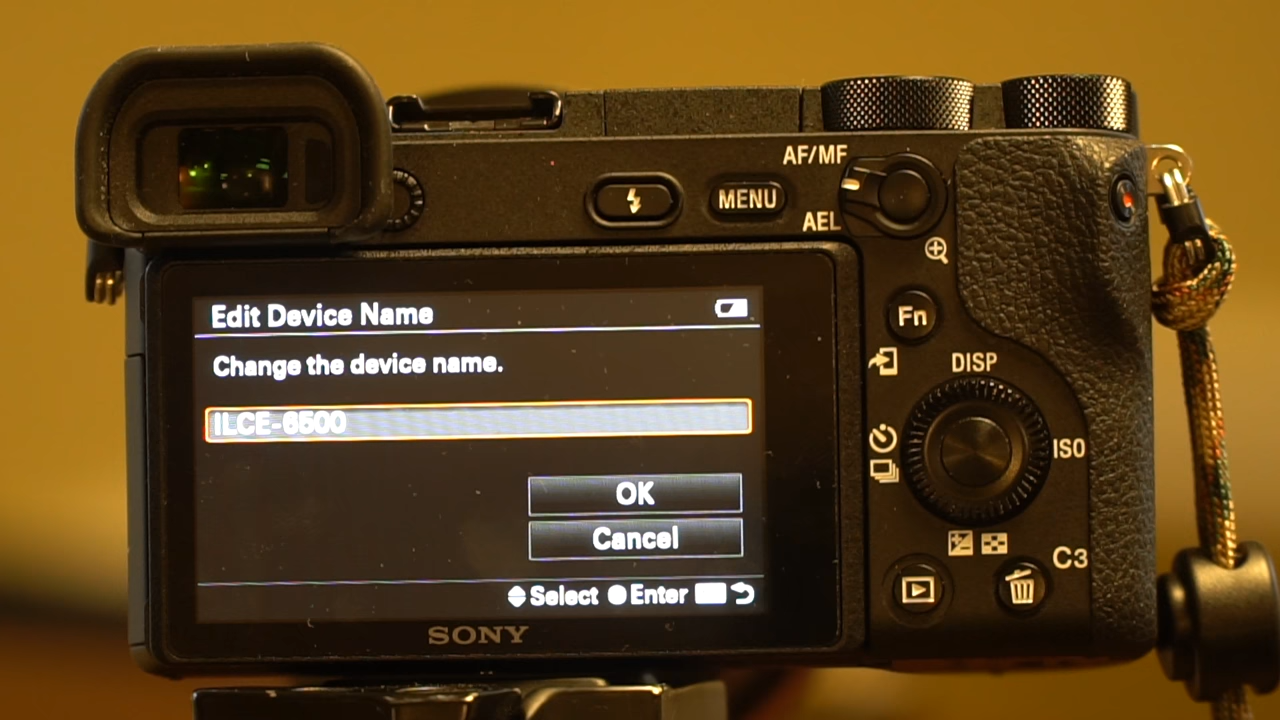 AF/MF
MENU
AEL
Edit Device Name
Fn
Change the device name.
DISP
ILCE-6500
ISO
OK
Cancel
C3
Select Enter
SONY